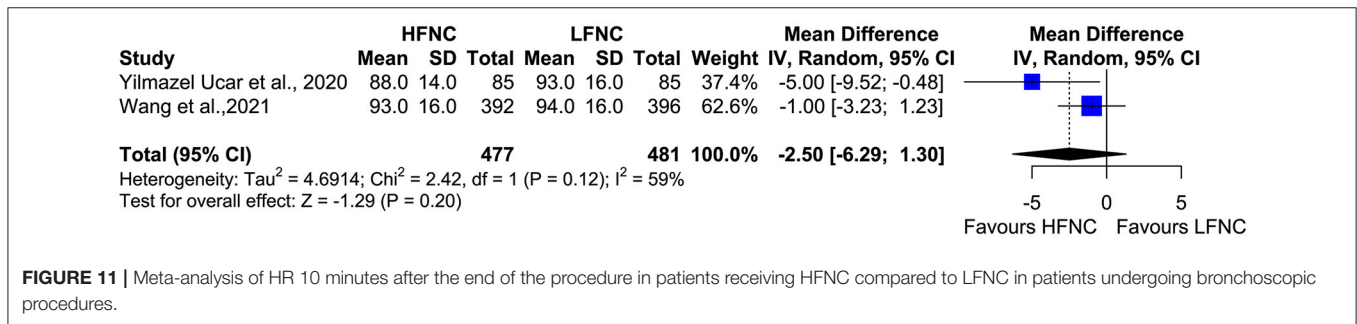 HFNC LFNC Mean Difference Mean Difference
Study Mean SD Total Mean SD Total Weight IV, Random, 95% CI IV, Random, 95% CI
Yilmazel Ucar et al., 2020 88.0 14.0 85 93.0 16.0 85 37.4% -5.00 [-9.52; -0.48]
Wang et al.,2021 93.0 16.0 392 94.0 16.0 396 62.6% -1.00 [-3.23; 1.23]
Total (95% CI) 477 481 100.0% -2.50 [-6.29; 1.30]
Heterogeneity: Tau² = 4.6914; Chi² = 2.42, df = 1 (P = 0.12); I² = 59%
Test for overall effect: Z = -1.29 (P = 0.20)
-5 0 5
Favours HFNC Favours LFNC
FIGURE 11 | Meta-analysis of HR 10 minutes after the end of the procedure in patients receiving HFNC compared to LFNC in patients undergoing bronchoscopic
procedures.